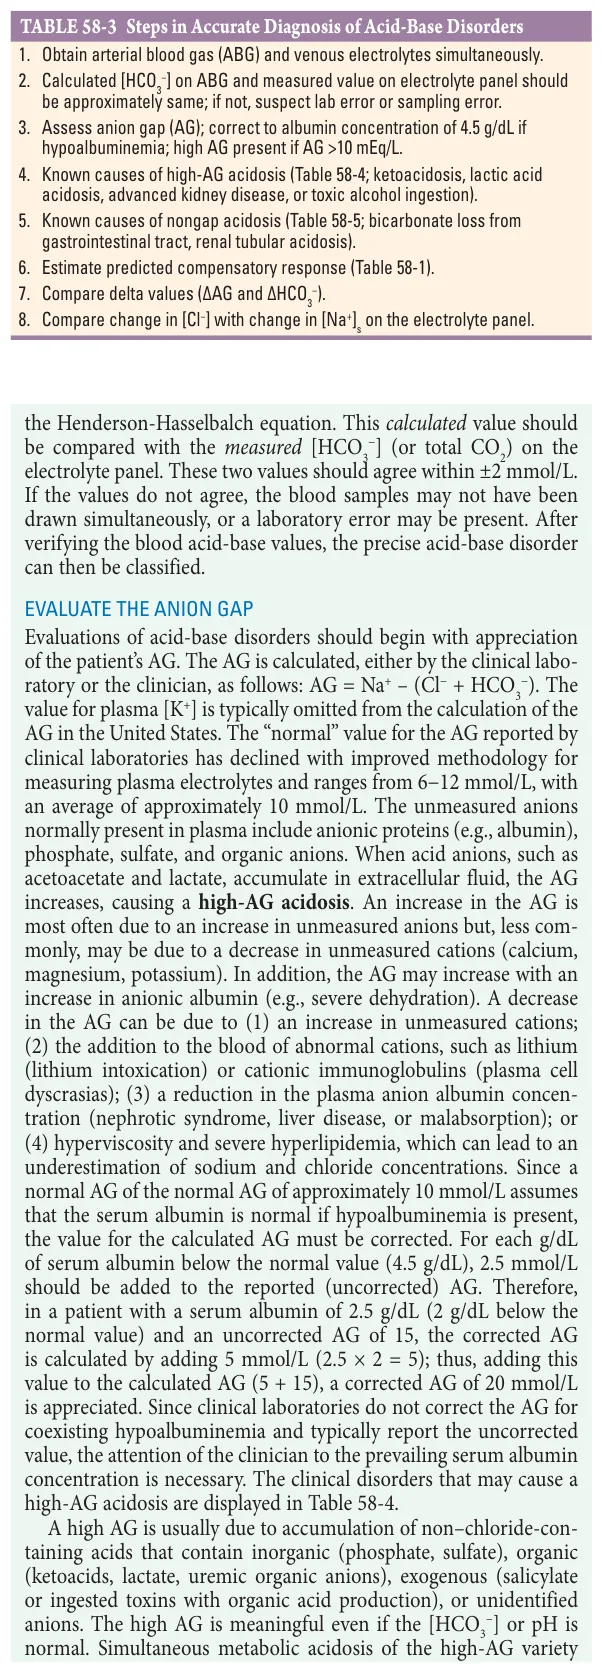 TABLE 58-3 Steps in Accurate Diagnosis of Acid-Base Disorders
1. Obtain arterial blood gas (ABG) and venous electrolytes simultaneously.
2. Calculated [HCO₃⁻] on ABG and measured value on electrolyte panel should
be approximately same; if not, suspect lab error or sampling error.
3. Assess anion gap (AG); correct to albumin concentration of 4.5 g/dL if
hypoalbuminemia; high AG present if AG >10 mEq/L.
4. Known causes of high-AG acidosis (Table 58-4; ketoacidosis, lactic acid
acidosis, advanced kidney disease, or toxic alcohol ingestion).
5. Known causes of nongap acidosis (Table 58-5; bicarbonate loss from
gastrointestinal tract, renal tubular acidosis).
6. Estimate predicted compensatory response (Table 58-1).
7. Compare delta values (ΔAG and ΔHCO₃⁻).
8. Compare change in [Cl⁻] with change in [Na⁺]ₛ on the electrolyte panel.
the Henderson-Hasselbalch equation. This calculated value should
be compared with the measured [HCO₃⁻] (or total CO₂) on the
electrolyte panel. These two values should agree within ±2 mmol/L.
If the values do not agree, the blood samples may not have been
drawn simultaneously, or a laboratory error may be present. After
verifying the blood acid-base values, the precise acid-base disorder
can then be classified.
EVALUATE THE ANION GAP
Evaluations of acid-base disorders should begin with appreciation
of the patient's AG. The AG is calculated, either by the clinical labo-
ratory or the clinician, as follows: AG = Na⁺ – (Cl⁻ + HCO₃⁻). The
value for plasma [K⁺] is typically omitted from the calculation of the
AG in the United States. The “normal” value for the AG reported by
clinical laboratories has declined with improved methodology for
measuring plasma electrolytes and ranges from 6–12 mmol/L, with
an average of approximately 10 mmol/L. The unmeasured anions
normally present in plasma include anionic proteins (e.g., albumin),
phosphate, sulfate, and organic anions. When acid anions, such as
acetoacetate and lactate, accumulate in extracellular fluid, the AG
increases, causing a high-AG acidosis. An increase in the AG is
most often due to an increase in unmeasured anions but, less com-
monly, may be due to a decrease in unmeasured cations (calcium,
magnesium, potassium). In addition, the AG may increase with an
increase in anionic albumin (e.g., severe dehydration). A decrease
in the AG can be due to (1) an increase in unmeasured cations;
(2) the addition to the blood of abnormal cations, such as lithium
(lithium intoxication) or cationic immunoglobulins (plasma cell
dyscrasias); (3) a reduction in the plasma anion albumin concen-
tration (nephrotic syndrome, liver disease, or malabsorption); or
(4) hyperviscosity and severe hyperlipidemia, which can lead to an
underestimation of sodium and chloride concentrations. Since a
normal AG of the normal AG of approximately 10 mmol/L assumes
that the serum albumin is normal if hypoalbuminemia is present,
the value for the calculated AG must be corrected. For each g/dL
of serum albumin below the normal value (4.5 g/dL), 2.5 mmol/L
should be added to the reported (uncorrected) AG. Therefore,
in a patient with a serum albumin of 2.5 g/dL (2 g/dL below the
normal value) and an uncorrected AG of 15, the corrected AG
is calculated by adding 5 mmol/L (2.5 × 2 = 5); thus, adding this
value to the calculated AG (5 + 15), a corrected AG of 20 mmol/L
is appreciated. Since clinical laboratories do not correct the AG for
coexisting hypoalbuminemia and typically report the uncorrected
value, the attention of the clinician to the prevailing serum albumin
concentration is necessary. The clinical disorders that may cause a
high-AG acidosis are displayed in Table 58-4.
A high AG is usually due to accumulation of non–chloride-con-
taining acids that contain inorganic (phosphate, sulfate), organic
(ketoacids, lactate, uremic organic anions), exogenous (salicylate
or ingested toxins with organic acid production), or unidentified
anions. The high AG is meaningful even if the [HCO₃⁻] or pH is
normal. Simultaneous metabolic acidosis of the high-AG variety